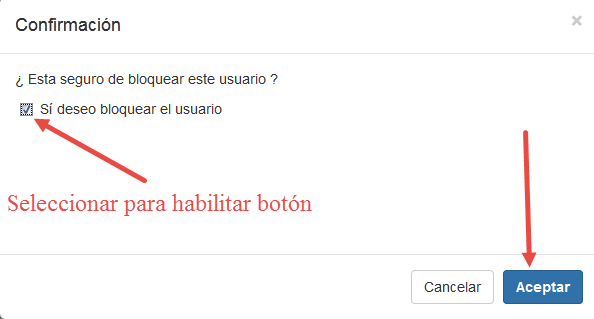 Confirmación ×
¿ Esta seguro de bloquear este usuario ?
Sí deseo bloquear el usuario
Seleccionar para habilitar botón
Cancelar Aceptar